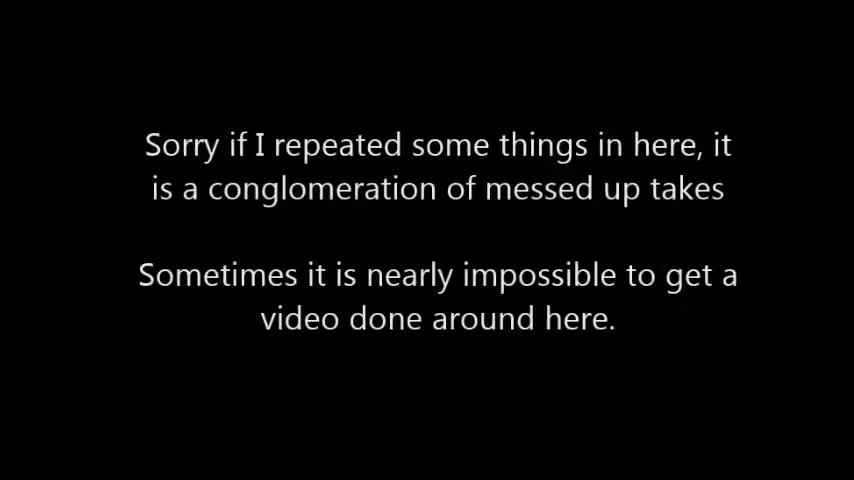 Sorry if I repeated some things in here, it
is a conglomeration of messed up takes
Sometimes it is nearly impossible to get a
video done around here.